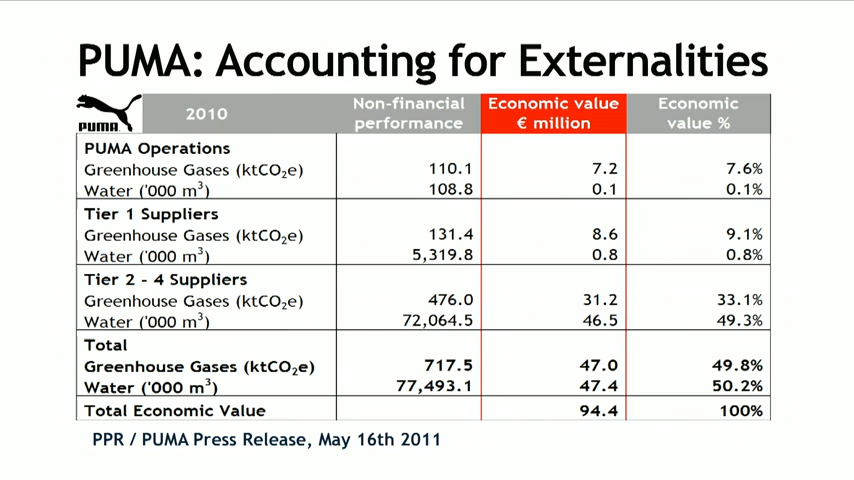 PUMA: Accounting for Externalities
PUMA 2010 Non-financial performance Economic value € million Economic value %
PUMA Operations
Greenhouse Gases (ktCO₂e) 110.1 7.2 7.6%
Water ('000 m³) 108.8 0.1 0.1%
Tier 1 Suppliers
Greenhouse Gases (ktCO₂e) 131.4 8.6 9.1%
Water ('000 m³) 5,319.8 0.8 0.8%
Tier 2 - 4 Suppliers
Greenhouse Gases (ktCO₂e) 476.0 31.2 33.1%
Water ('000 m³) 72,064.5 46.5 49.3%
Total
Greenhouse Gases (ktCO₂e) 717.5 47.0 49.8%
Water ('000 m³) 77,493.1 47.4 50.2%
Total Economic Value 94.4 100%
PPR / PUMA Press Release, May 16th 2011